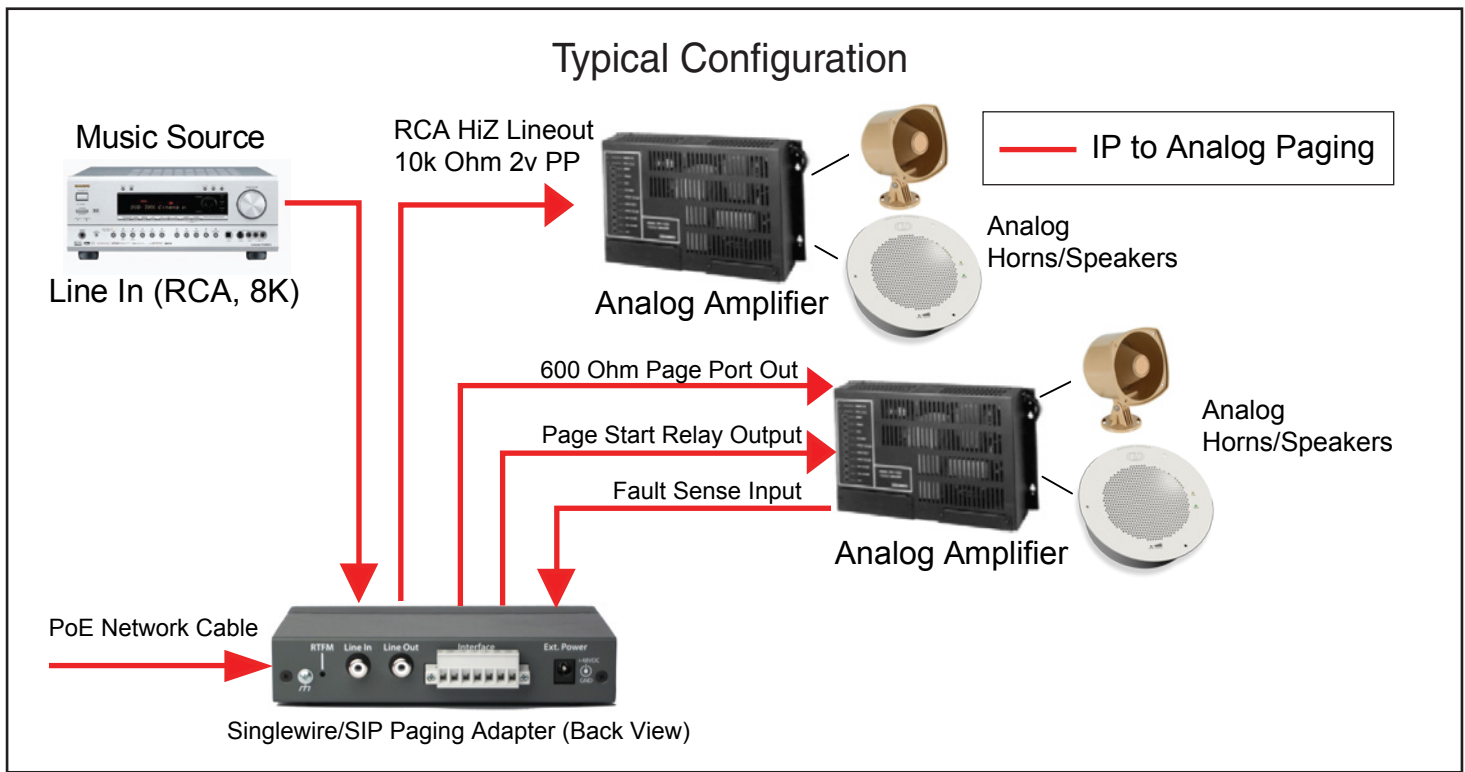 Typical Configuration
Music Source
Line In (RCA, 8K)
RCA HiZ Lineout
10k Ohm 2v PP
Analog Amplifier
Analog
Horns/Speakers
IP to Analog Paging
600 Ohm Page Port Out
Page Start Relay Output
Fault Sense Input
Analog Amplifier
Analog
Horns/Speakers
PoE Network Cable
RTFM
Line In
Line Out
Interface
Ext. Power
+48VDC
GND
Singlewire/SIP Paging Adapter (Back View)